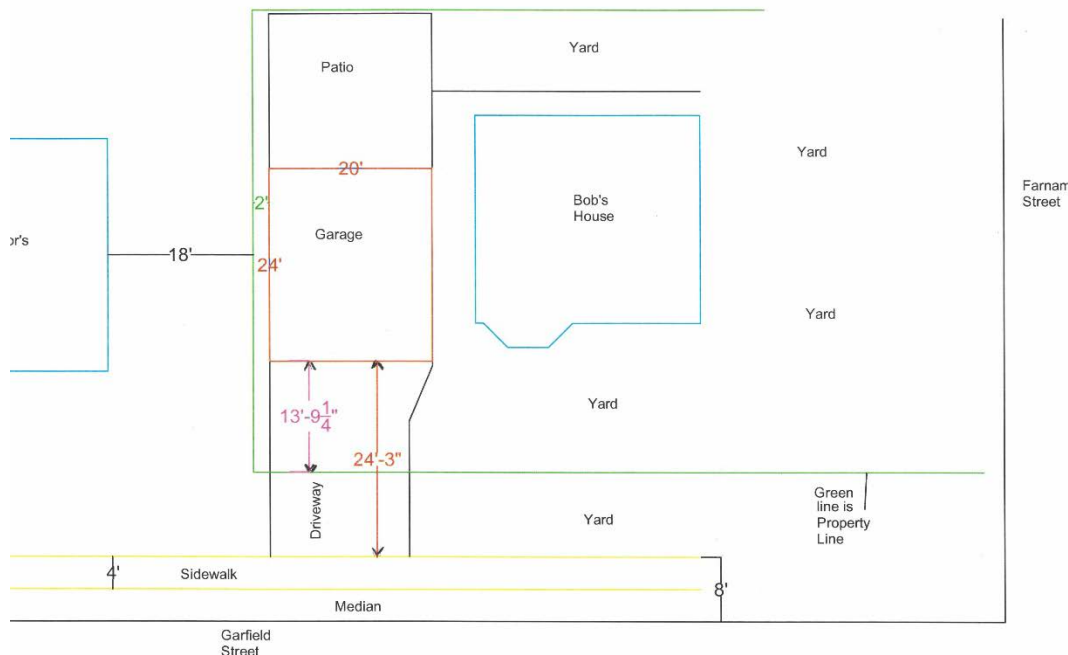 Yard
Patio
Yard
20'
Farnam
Street
2'
Bob's
House
or's
Garage
18'
24'
Yard
13'-9 1/4"
Yard
24'-3"
Driveway
Green
line is
Property
Line
Yard
4'
Sidewalk
8'
Median
Garfield
Street